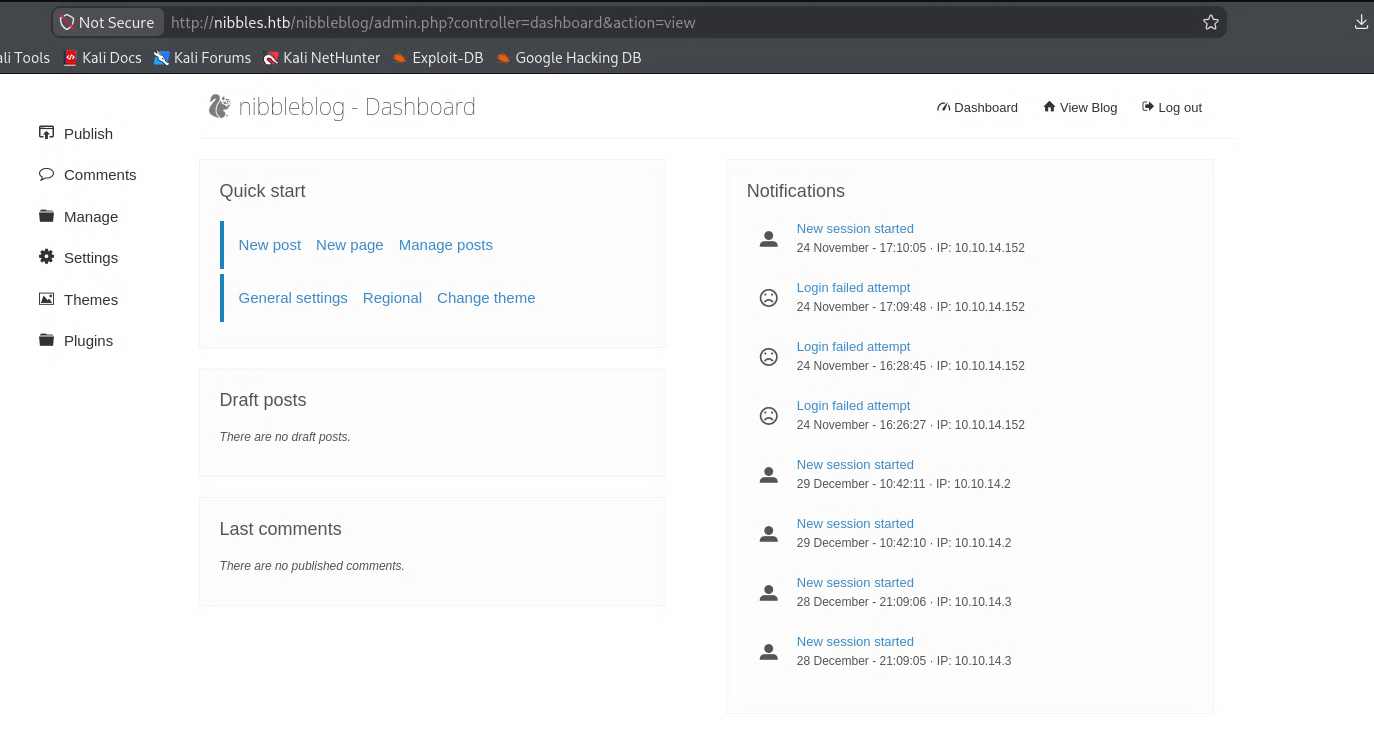 Not Secure http://nibbles.htb/nibbleblog/admin.php?controller=dashboard&action=view
ali Tools Kali Docs Kali Forums Kali NetHunter Exploit-DB Google Hacking DB
nibbleblog - Dashboard
Dashboard View Blog Log out
Publish
Comments
Manage
Settings
Themes
Plugins
Quick start
New post New page Manage posts
General settings Regional Change theme
Draft posts
There are no draft posts.
Last comments
There are no published comments.
Notifications
New session started
24 November - 17:10:05 · IP: 10.10.14.152
Login failed attempt
24 November - 17:09:48 · IP: 10.10.14.152
Login failed attempt
24 November - 16:28:45 · IP: 10.10.14.152
Login failed attempt
24 November - 16:26:27 · IP: 10.10.14.152
New session started
29 December - 10:42:11 · IP: 10.10.14.2
New session started
29 December - 10:42:10 · IP: 10.10.14.2
New session started
28 December - 21:09:06 · IP: 10.10.14.3
New session started
28 December - 21:09:05 · IP: 10.10.14.3